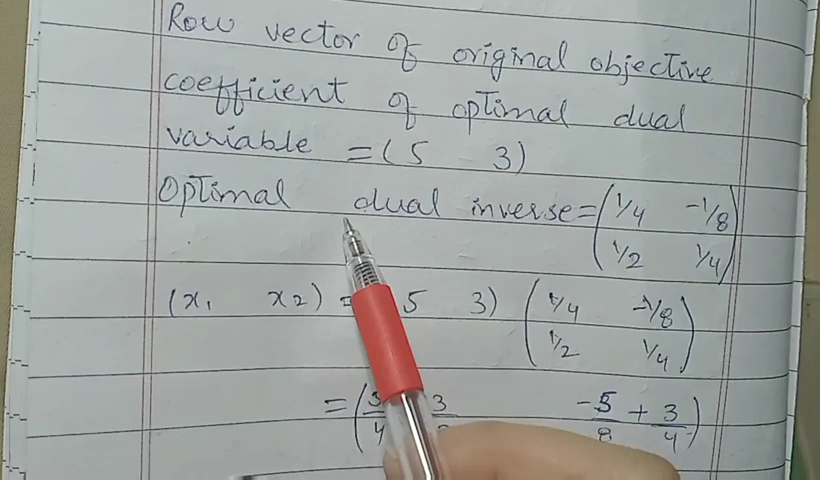 Row vector of original objective
coefficient of optimal dual
variable = (5 3)
Optimal dual inverse = (1/4 -1/8
1/2 1/4)
(x1 x2) = 5 3) (1/4 -1/8
1/2 1/4)
= (5/4 3 -5/8 + 3/4)